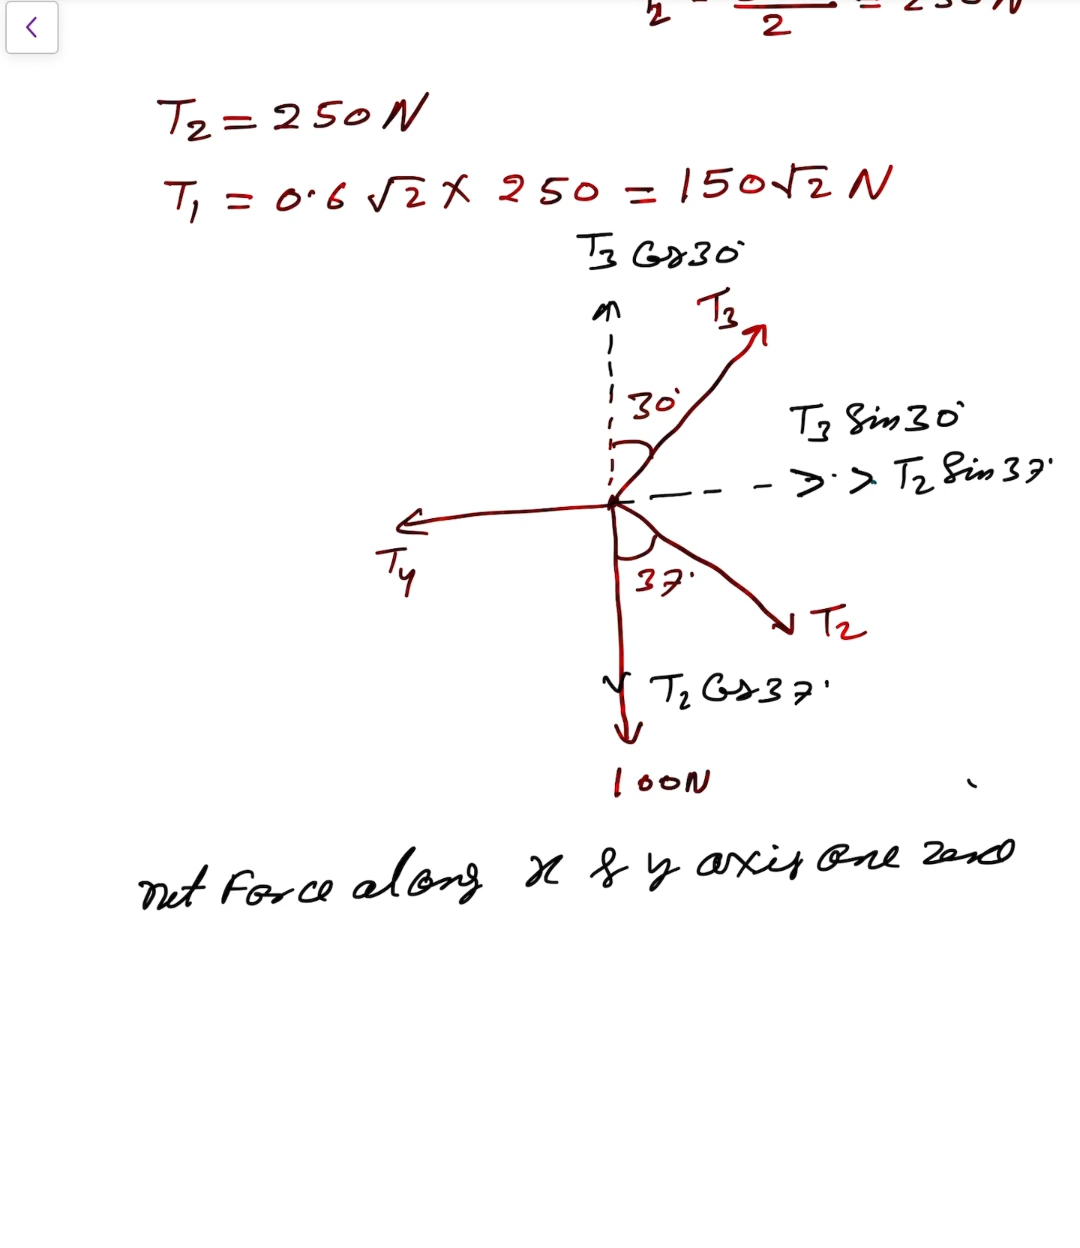 2
T₂ = 250 N
T₁ = 0.6 √2 × 250 = 150√2 N
T₃ Cos30°
T₃
30°
T₃ Sin30°
T₂ Sin37°
T4
37°
T₂
T₂ Cos37°
100N
net Force along x & y axis are zero